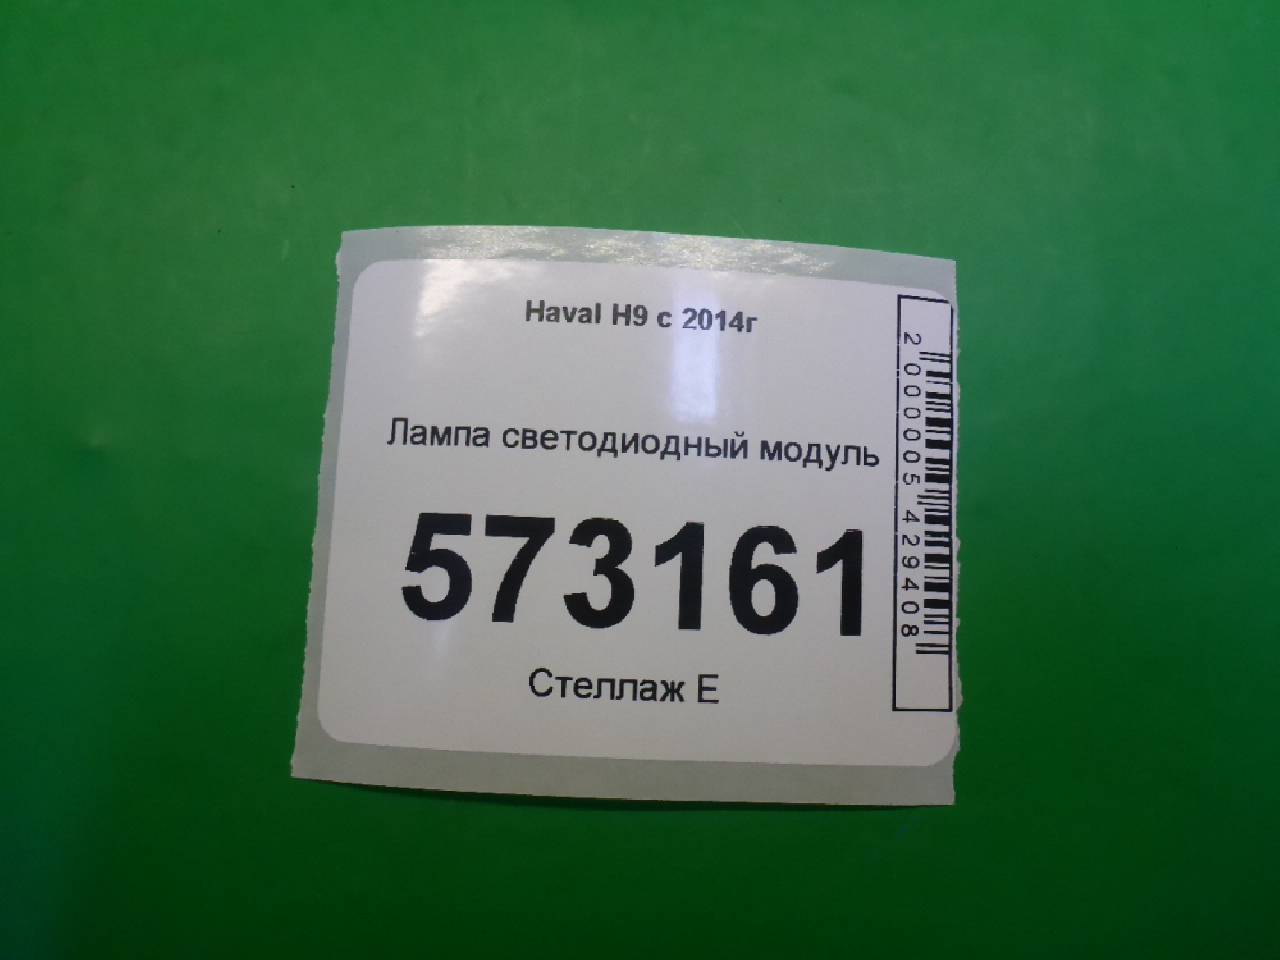 Haval H9 с 2014г
Лампа светодиодный модуль
573161
Стеллаж Е
2000005429408